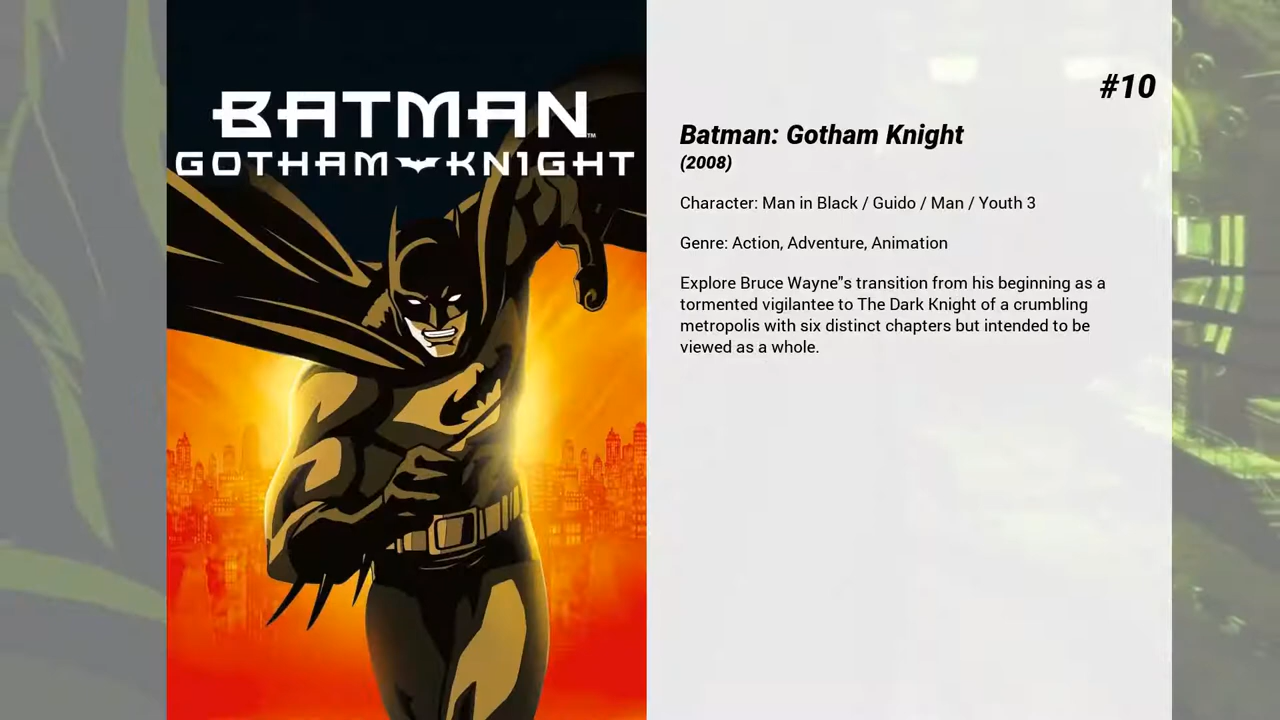 BATMAN™
GOTHAM KNIGHT
#10
Batman: Gotham Knight
(2008)
Character: Man in Black / Guido / Man / Youth 3
Genre: Action, Adventure, Animation
Explore Bruce Wayne"s transition from his beginning as a
tormented vigilantee to The Dark Knight of a crumbling
metropolis with six distinct chapters but intended to be
viewed as a whole.